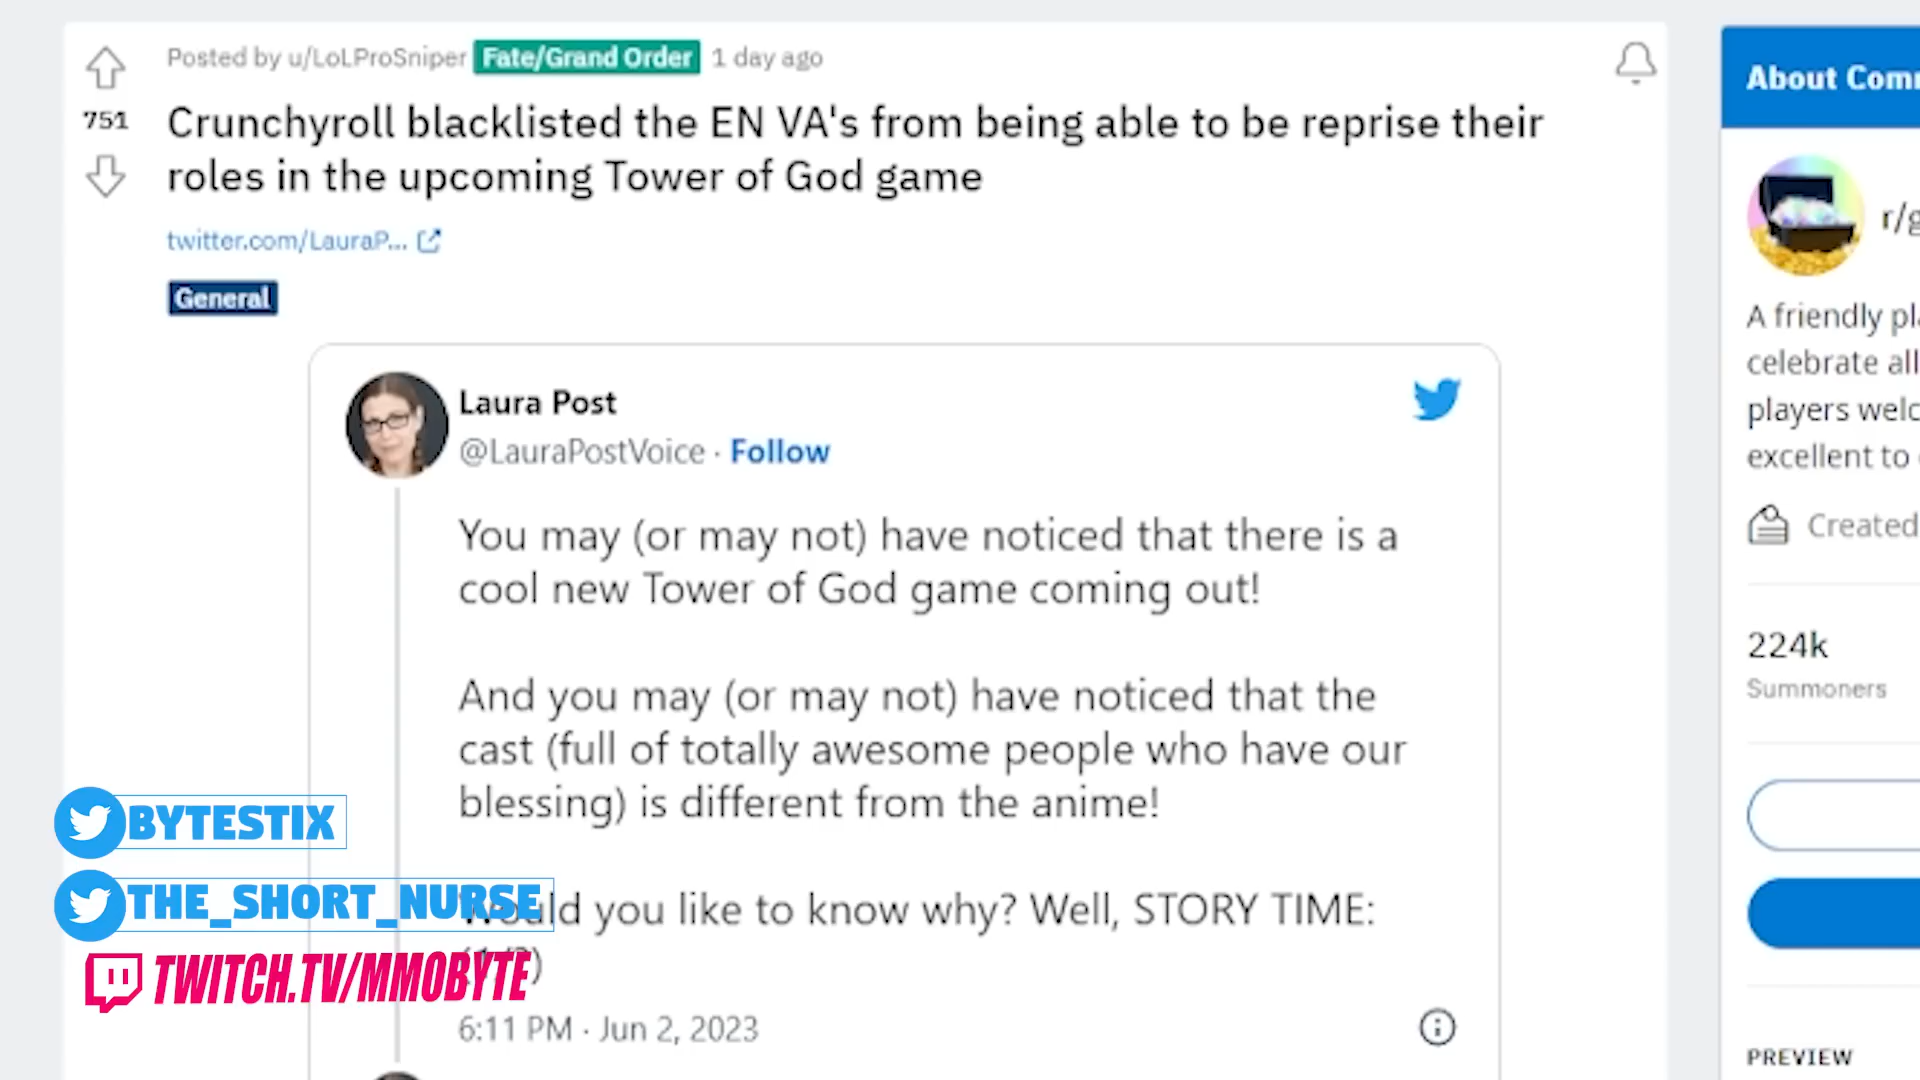 Posted by u/LoLProSniper Fate/Grand Order 1 day ago
751
Crunchyroll blacklisted the EN VA's from being able to be reprise their
roles in the upcoming Tower of God game
twitter.com/LauraP...
General
Laura Post
@LauraPostVoice · Follow
You may (or may not) have noticed that there is a
cool new Tower of God game coming out!
And you may (or may not) have noticed that the
cast (full of totally awesome people who have our
blessing) is different from the anime!
Would you like to know why? Well, STORY TIME:
6:11 PM · Jun 2, 2023
BYTESTIX
THE_SHORT_NURSE
TWITCH.TV/MMOBYTE
About Com
r/g
A friendly pl
celebrate all
players welc
excellent to
Created
224k
Summoners
PREVIEW